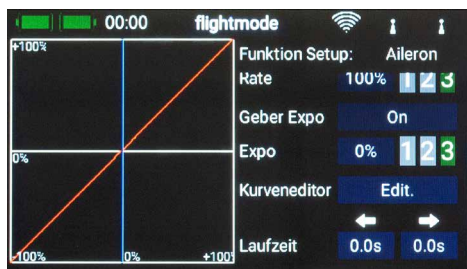 00:00 flightmode
+100% Funktion Setup: Aileron
Rate 100% 1 2 3
Geber Expo On
0% Expo 0% 1 2 3
Kurveneditor Edit.
Laufzeit 0.0s 0.0s
-100% 0% +100%